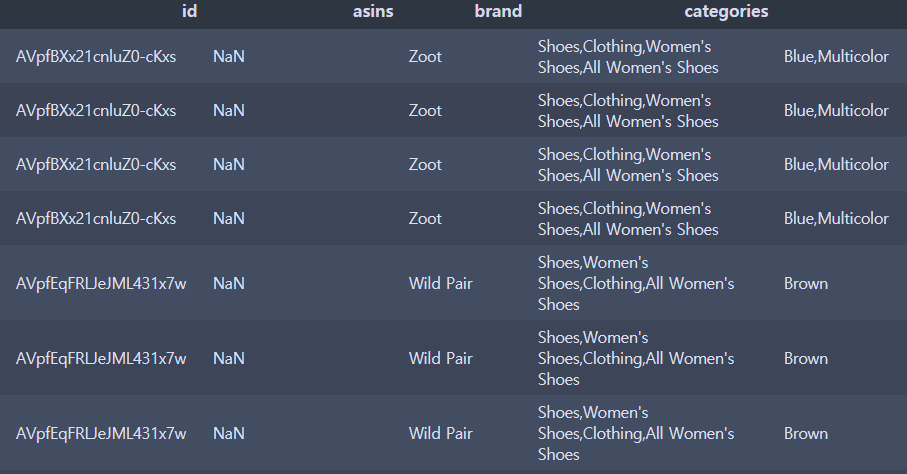 id asins brand categories
AVpfBXx21cnluZ0-cKxs NaN Zoot Shoes,Clothing,Women's Shoes,All Women's Shoes Blue,Multicolor
AVpfBXx21cnluZ0-cKxs NaN Zoot Shoes,Clothing,Women's Shoes,All Women's Shoes Blue,Multicolor
AVpfBXx21cnluZ0-cKxs NaN Zoot Shoes,Clothing,Women's Shoes,All Women's Shoes Blue,Multicolor
AVpfBXx21cnluZ0-cKxs NaN Zoot Shoes,Clothing,Women's Shoes,All Women's Shoes Blue,Multicolor
AVpfEqFRLJeJML431x7w NaN Wild Pair Shoes,Women's Shoes,Clothing,All Women's Shoes Brown
AVpfEqFRLJeJML431x7w NaN Wild Pair Shoes,Women's Shoes,Clothing,All Women's Shoes Brown
AVpfEqFRLJeJML431x7w NaN Wild Pair Shoes,Women's Shoes,Clothing,All Women's Shoes Brown